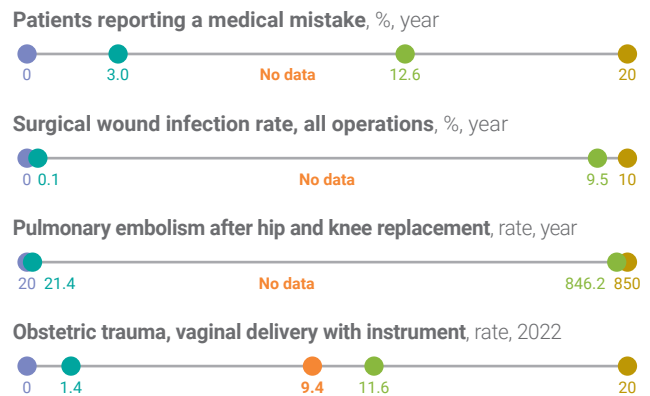 Patients reporting a medical mistake, %, year
0 3.0 No data 12.6 20
Surgical wound infection rate, all operations, %, year
0 0.1 No data 9.5 10
Pulmonary embolism after hip and knee replacement, rate, year
20 21.4 No data 846.2 850
Obstetric trauma, vaginal delivery with instrument, rate, 2022
0 1.4 9.4 11.6 20